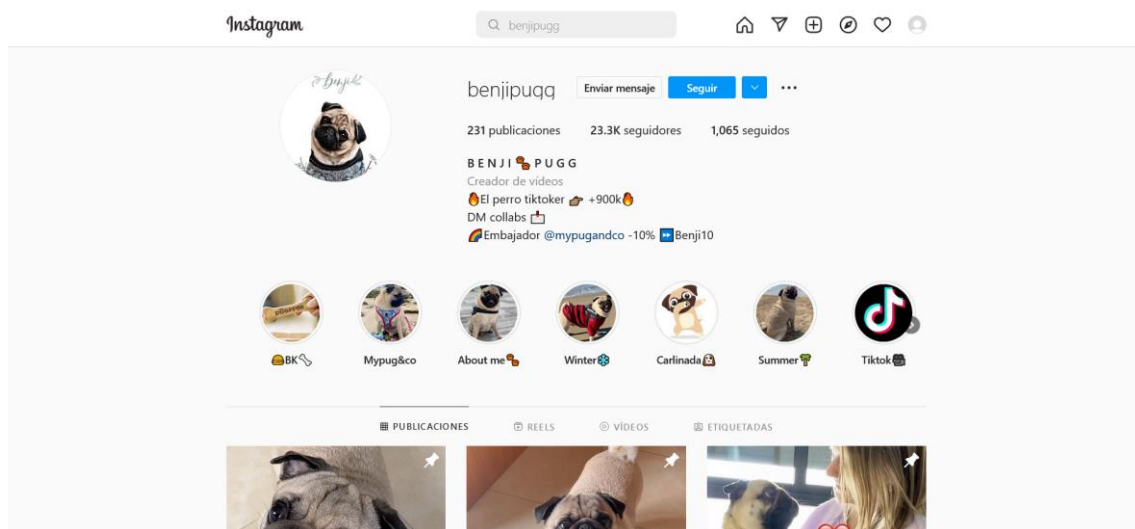 Instagram
benjipugg
Benji
benjipugg Enviar mensaje Seguir
231 publicaciones 23.3K seguidores 1,065 seguidos
BENJI🐾PUGG
Creador de vídeos
🔥El perro tiktoker 👉🏽 +900k🔥
DM collabs 📩
🌈Embajador @mypugandco -10% ⏩Benji10
🍔BK🦴 Mypug&co About me🐾 Winter❄️ Carlinada🐶 Summer🌴 Tiktok📷
PUBLICACIONES REELS VÍDEOS ETIQUETADAS